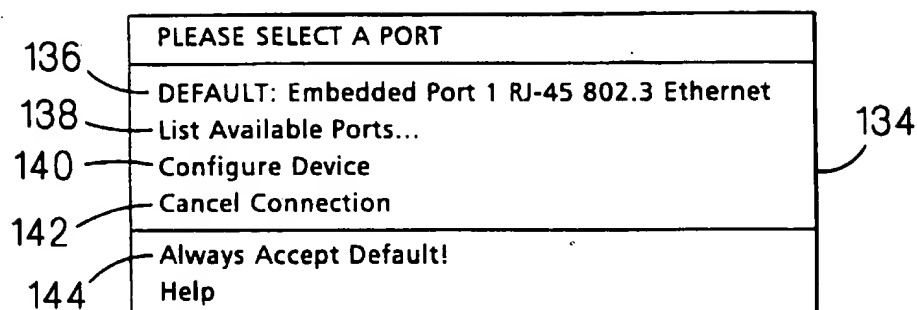 PLEASE SELECT A PORT
136
DEFAULT: Embedded Port 1 RJ-45 802.3 Ethernet
138
List Available Ports...
134
140
Configure Device
142
Cancel Connection
Always Accept Default!
144
Help